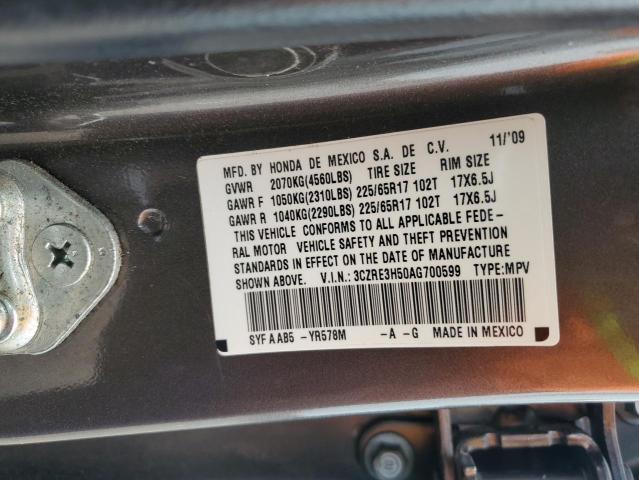 MFD. BY HONDA DE MEXICO S.A. DE C.V. 11/'09
GVWR 2070KG(4560LBS) TIRE SIZE RIM SIZE
GAWR F 1050KG(2310LBS) 225/65R17 102T 17X6.5J
GAWR R 1040KG(2290LBS) 225/65R17 102T 17X6.5J
THIS VEHICLE CONFORMS TO ALL APPLICABLE FEDE-
RAL MOTOR VEHICLE SAFETY AND THEFT PREVENTION
STANDARDS IN EFFECT ON THE DATE OF MANUFACTURE
SHOWN ABOVE. V.I.N.: 3CZRE3H50AG700599 TYPE:MPV
SYF AAB5 -YR578M -A -G MADE IN MEXICO